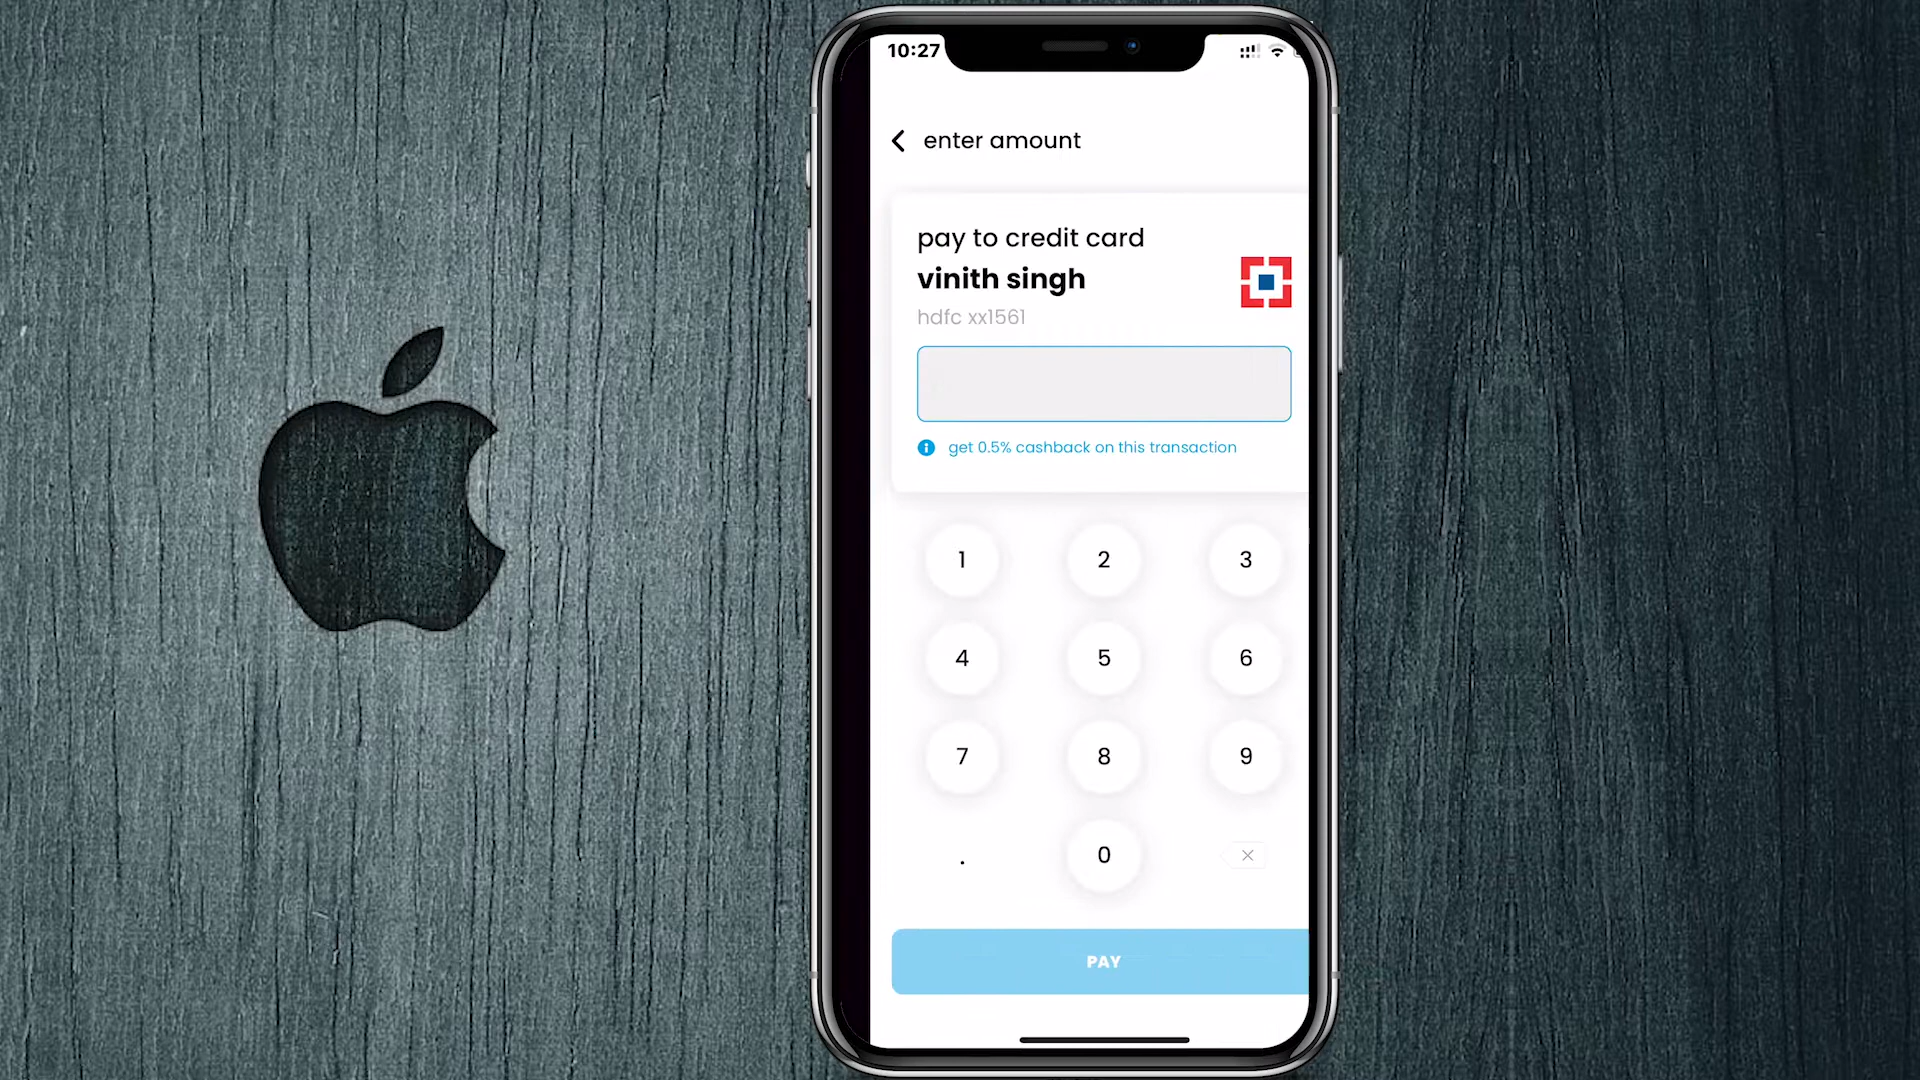 10:27
enter amount
pay to credit card
vinith singh
hdfc xx1561
get 0.5% cashback on this transaction
1 2 3
4 5 6
7 8 9
. 0
PAY